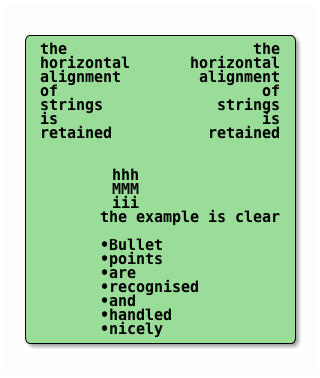 the the
horizontal horizontal
alignment alignment
of of
strings strings
is is
retained retained
hhh
MMM
iii
the example is clear
•Bullet
•points
•are
•recognised
•and
•handled
•nicely